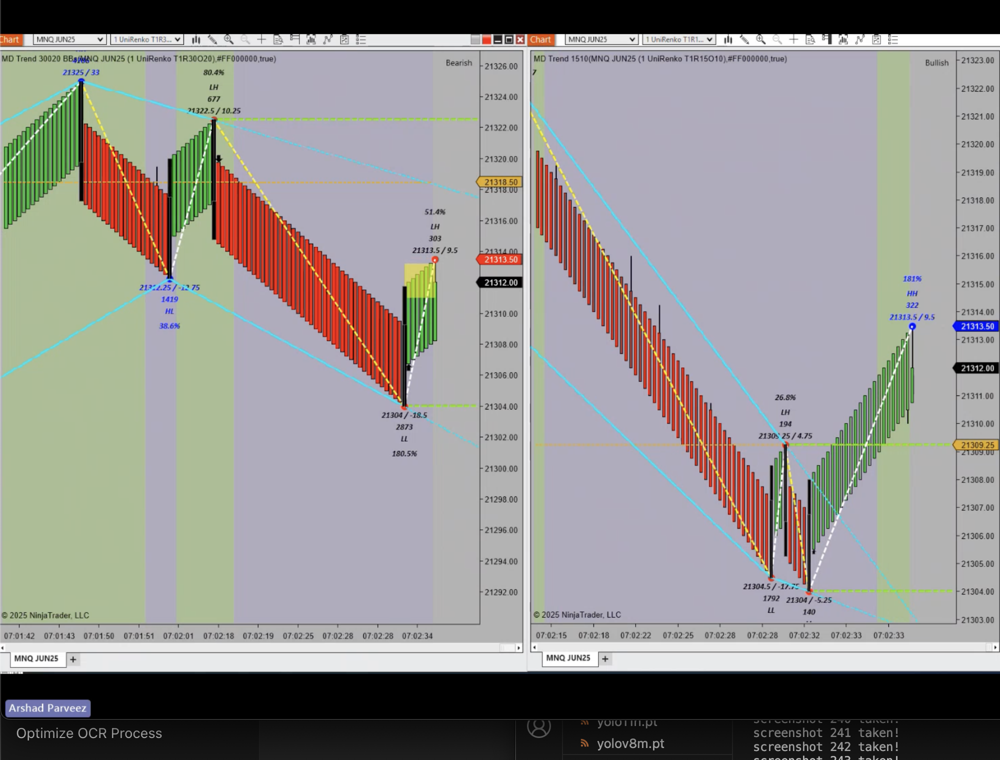 Chart
MNQ JUN25
1 UniRenko T1R3...
MD Trend 30020 BB
MNQ JUN25 (1 UniRenko T1R30O20),#FF000000,true)
Bearish
21325 / 33
80.4%
LH
677
21322.5 / 10.25
51.4%
LH
303
21313.5 / 9.5
1419
HL
38.6%
21304 / -18.5
2873
LL
180.5%
21326.00
21324.00
21322.00
21320.00
21318.50
21318.00
21316.00
21314.00
21313.50
21312.00
21310.00
21308.00
21306.00
21304.00
21302.00
21300.00
21298.00
21296.00
21294.00
21292.00
© 2025 NinjaTrader, LLC
07:01:42 07:01:43 07:01:50 07:01:51 07:02:01 07:02:18 07:02:19 07:02:25 07:02:28 07:02:28 07:02:34
MNQ JUN25 +
Chart
MNQ JUN25
1 UniRenko T1R1...
MD Trend 1510(MNQ JUN25 (1 UniRenko T1R15O10),#FF000000,true)
Bullish
7
181%
HH
322
21313.5 / 9.5
26.8%
LH
194
21309.25 / 4.75
1792
LL
21304 / -5.25
140
21323.00
21322.00
21321.00
21320.00
21319.00
21318.00
21317.00
21316.00
21315.00
21314.00
21313.50
21313.00
21312.00
21311.00
21310.00
21309.25
21308.00
21307.00
21306.00
21305.00
21304.00
21303.00
© 2025 NinjaTrader, LLC
07:02:15 07:02:18 07:02:22 07:02:25 07:02:28 07:02:32 07:02:33 07:02:33
MNQ JUN25 +
Arshad Parveez
Optimize OCR Process
yolo11n.pt
yolov8m.pt
screenshot 240 taken!
screenshot 241 taken!
screenshot 242 taken!
screenshot 243 taken!